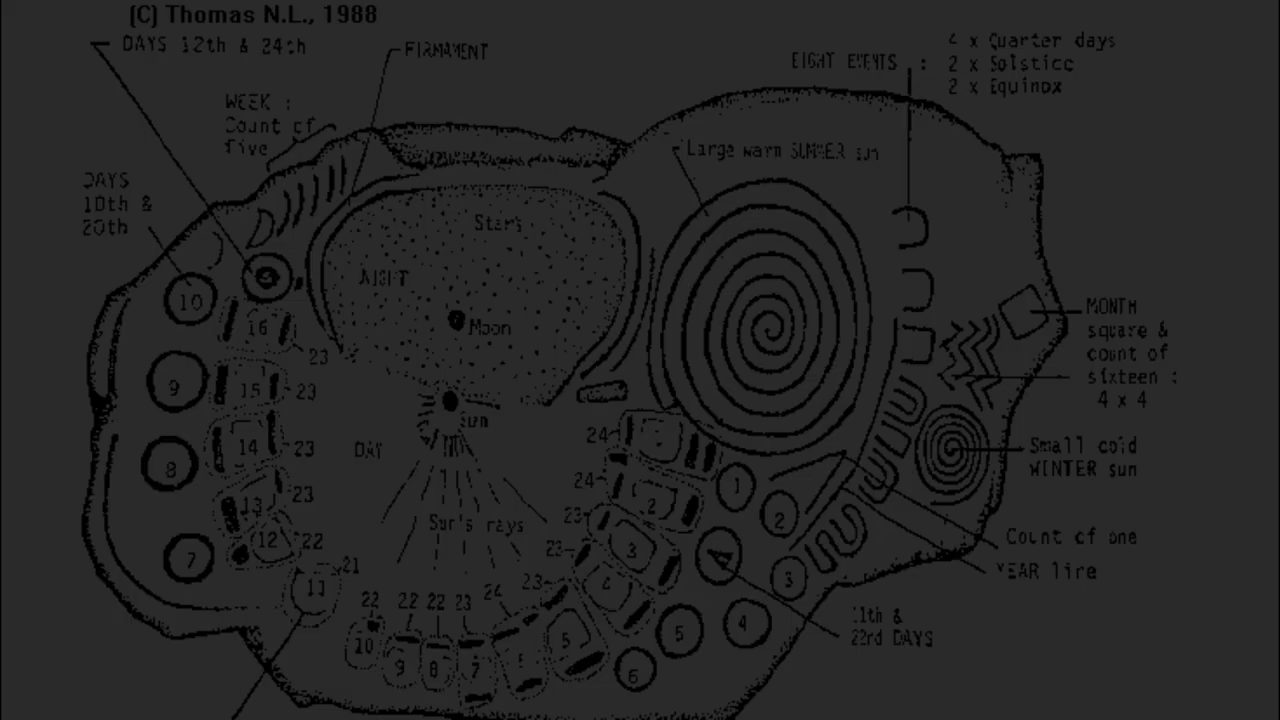 (C) Thomas N.L., 1988
DAYS 12th & 24th
FIRMAMENT
EIGHT EVENTS :
4 x Quarter days
2 x Solstice
2 x Equinox
WEEK :
Count of
five
Large warm SUMMER sun
DAYS
10th &
20th
Stars
NIGHT
Moon
10
16
23
9
15
23
8
14
23
13
23
7
12
22
11
21
Sun
DAY
Sun's rays
MONTH
square &
count of
sixteen :
4 x 4
Small cold
WINTER sun
Count of one
YEAR line
11th &
22rd DAYS
24
24
2
23
3
23
4
23
5
24
23
7
22
8
22
9
22
10
1
2
3
4
5
6